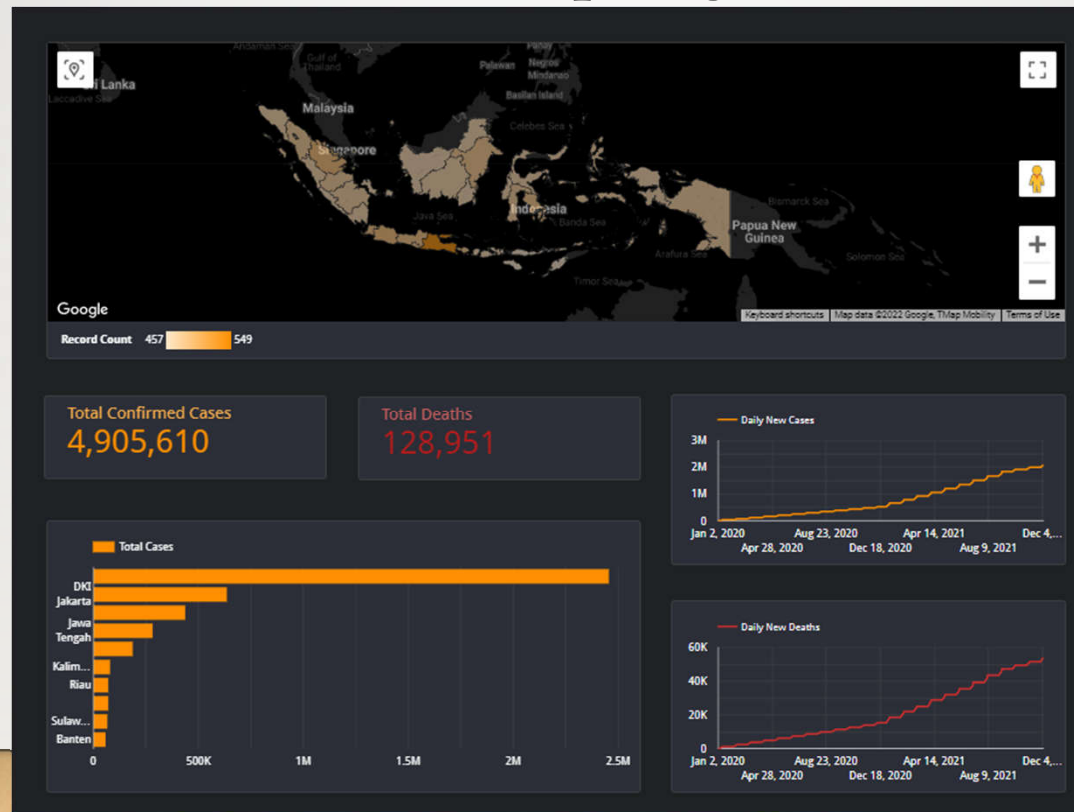 Andaman Sea
Gulf of
Thailand
Panay
Palawan
Negros
Mindanao
Basilan Island
Lanka
Laccadive Sea
Malaysia
Celebes Sea
Singapore
Java Sea
Indonesia
Banda Sea
Bismarck Sea
Papua New
Guinea
Arafura Sea
Solomon Sea
Timor Sea
Google
Keyboard shortcuts
Map data ©2022 Google, TMap Mobility
Terms of Use
Record Count 457 549
Total Confirmed Cases
4,905,610
Total Deaths
128,951
Daily New Cases
3M
2M
1M
0
Jan 2, 2020 Aug 23, 2020 Apr 14, 2021 Dec 4,...
Apr 28, 2020 Dec 18, 2020 Aug 9, 2021
Total Cases
DKI
Jakarta
Jawa
Tengah
Kalim...
Riau
Sulaw...
Banten
0 500K 1M 1.5M 2M 2.5M
Daily New Deaths
60K
40K
20K
0
Jan 2, 2020 Aug 23, 2020 Apr 14, 2021 Dec 4,...
Apr 28, 2020 Dec 18, 2020 Aug 9, 2021